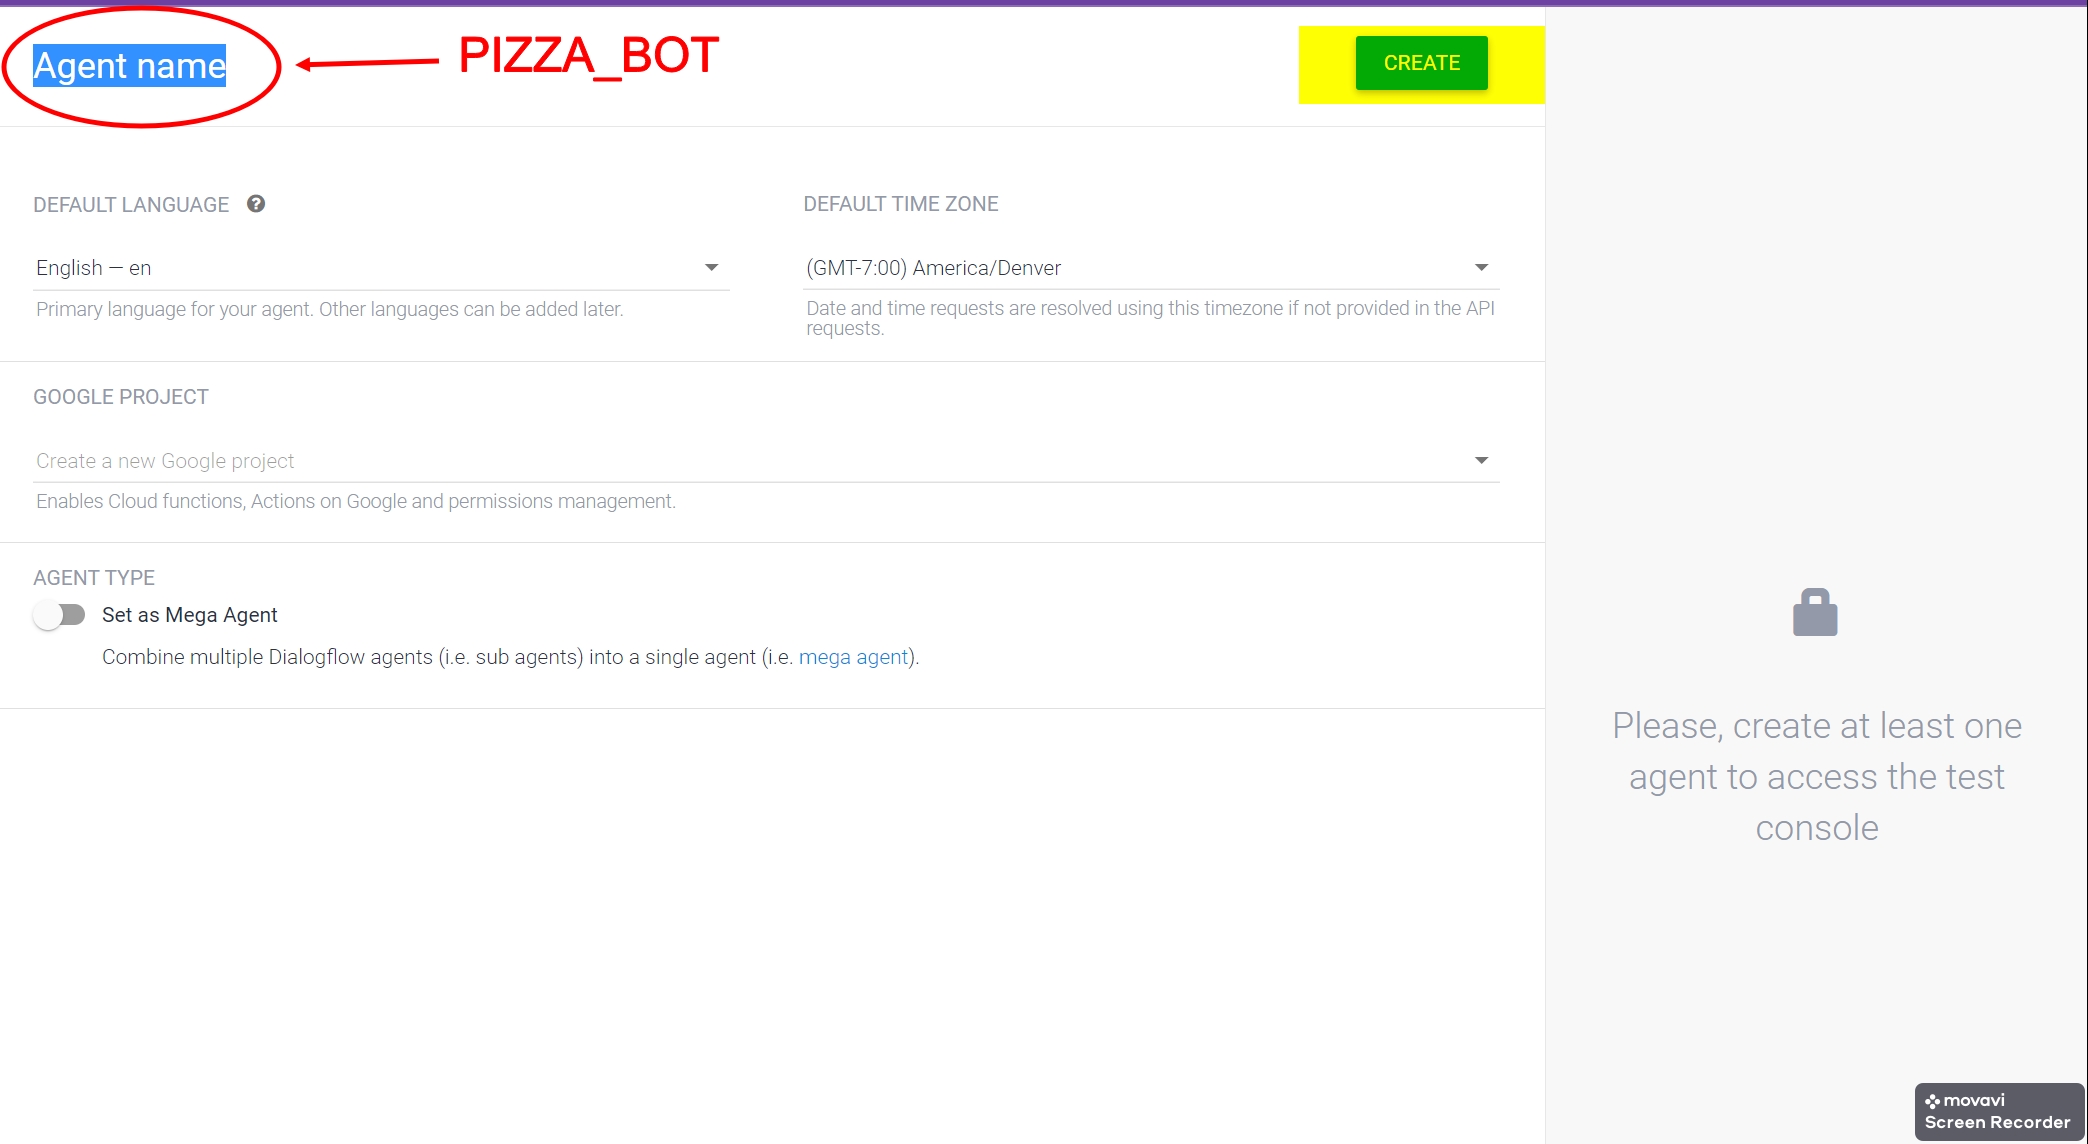 Agent name
PIZZA_BOT
CREATE
DEFAULT LANGUAGE ?
DEFAULT TIME ZONE
English — en
(GMT-7:00) America/Denver
Primary language for your agent. Other languages can be added later.
Date and time requests are resolved using this timezone if not provided in the API
requests.
GOOGLE PROJECT
Create a new Google project
Enables Cloud functions, Actions on Google and permissions management.
AGENT TYPE
Set as Mega Agent
Combine multiple Dialogflow agents (i.e. sub agents) into a single agent (i.e. mega agent).
Please, create at least one
agent to access the test
console
movavi
Screen Recorder